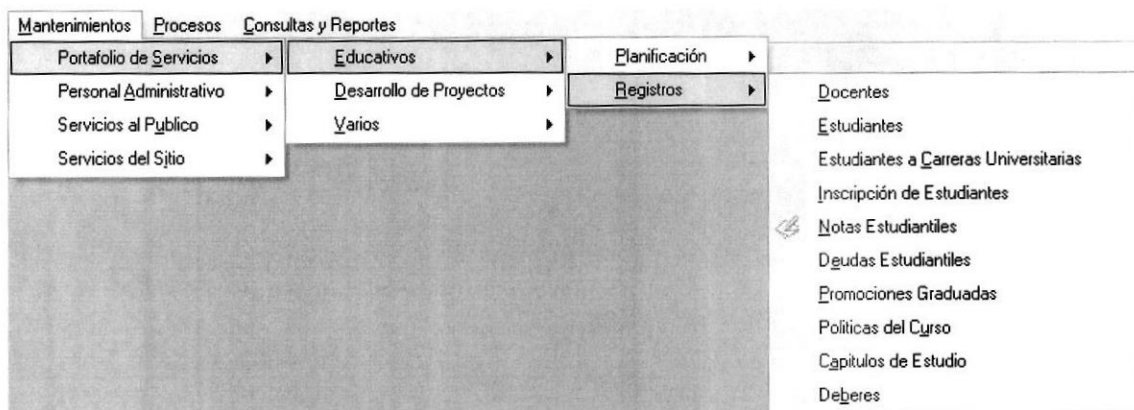 Mantenimientos Procesos Consultas y Reportes
Portafolio de Servicios
Personal Administrativo
Servicios al Publico
Servicios del Sitio
Educativos
Desarrollo de Proyectos
Varios
Planificación
Registros
Docentes
Estudiantes
Estudiantes a Carreras Universitarias
Inscripción de Estudiantes
Notas Estudiantiles
Deudas Estudiantiles
Promociones Graduadas
Politicas del Curso
Capitulos de Estudio
Deberes